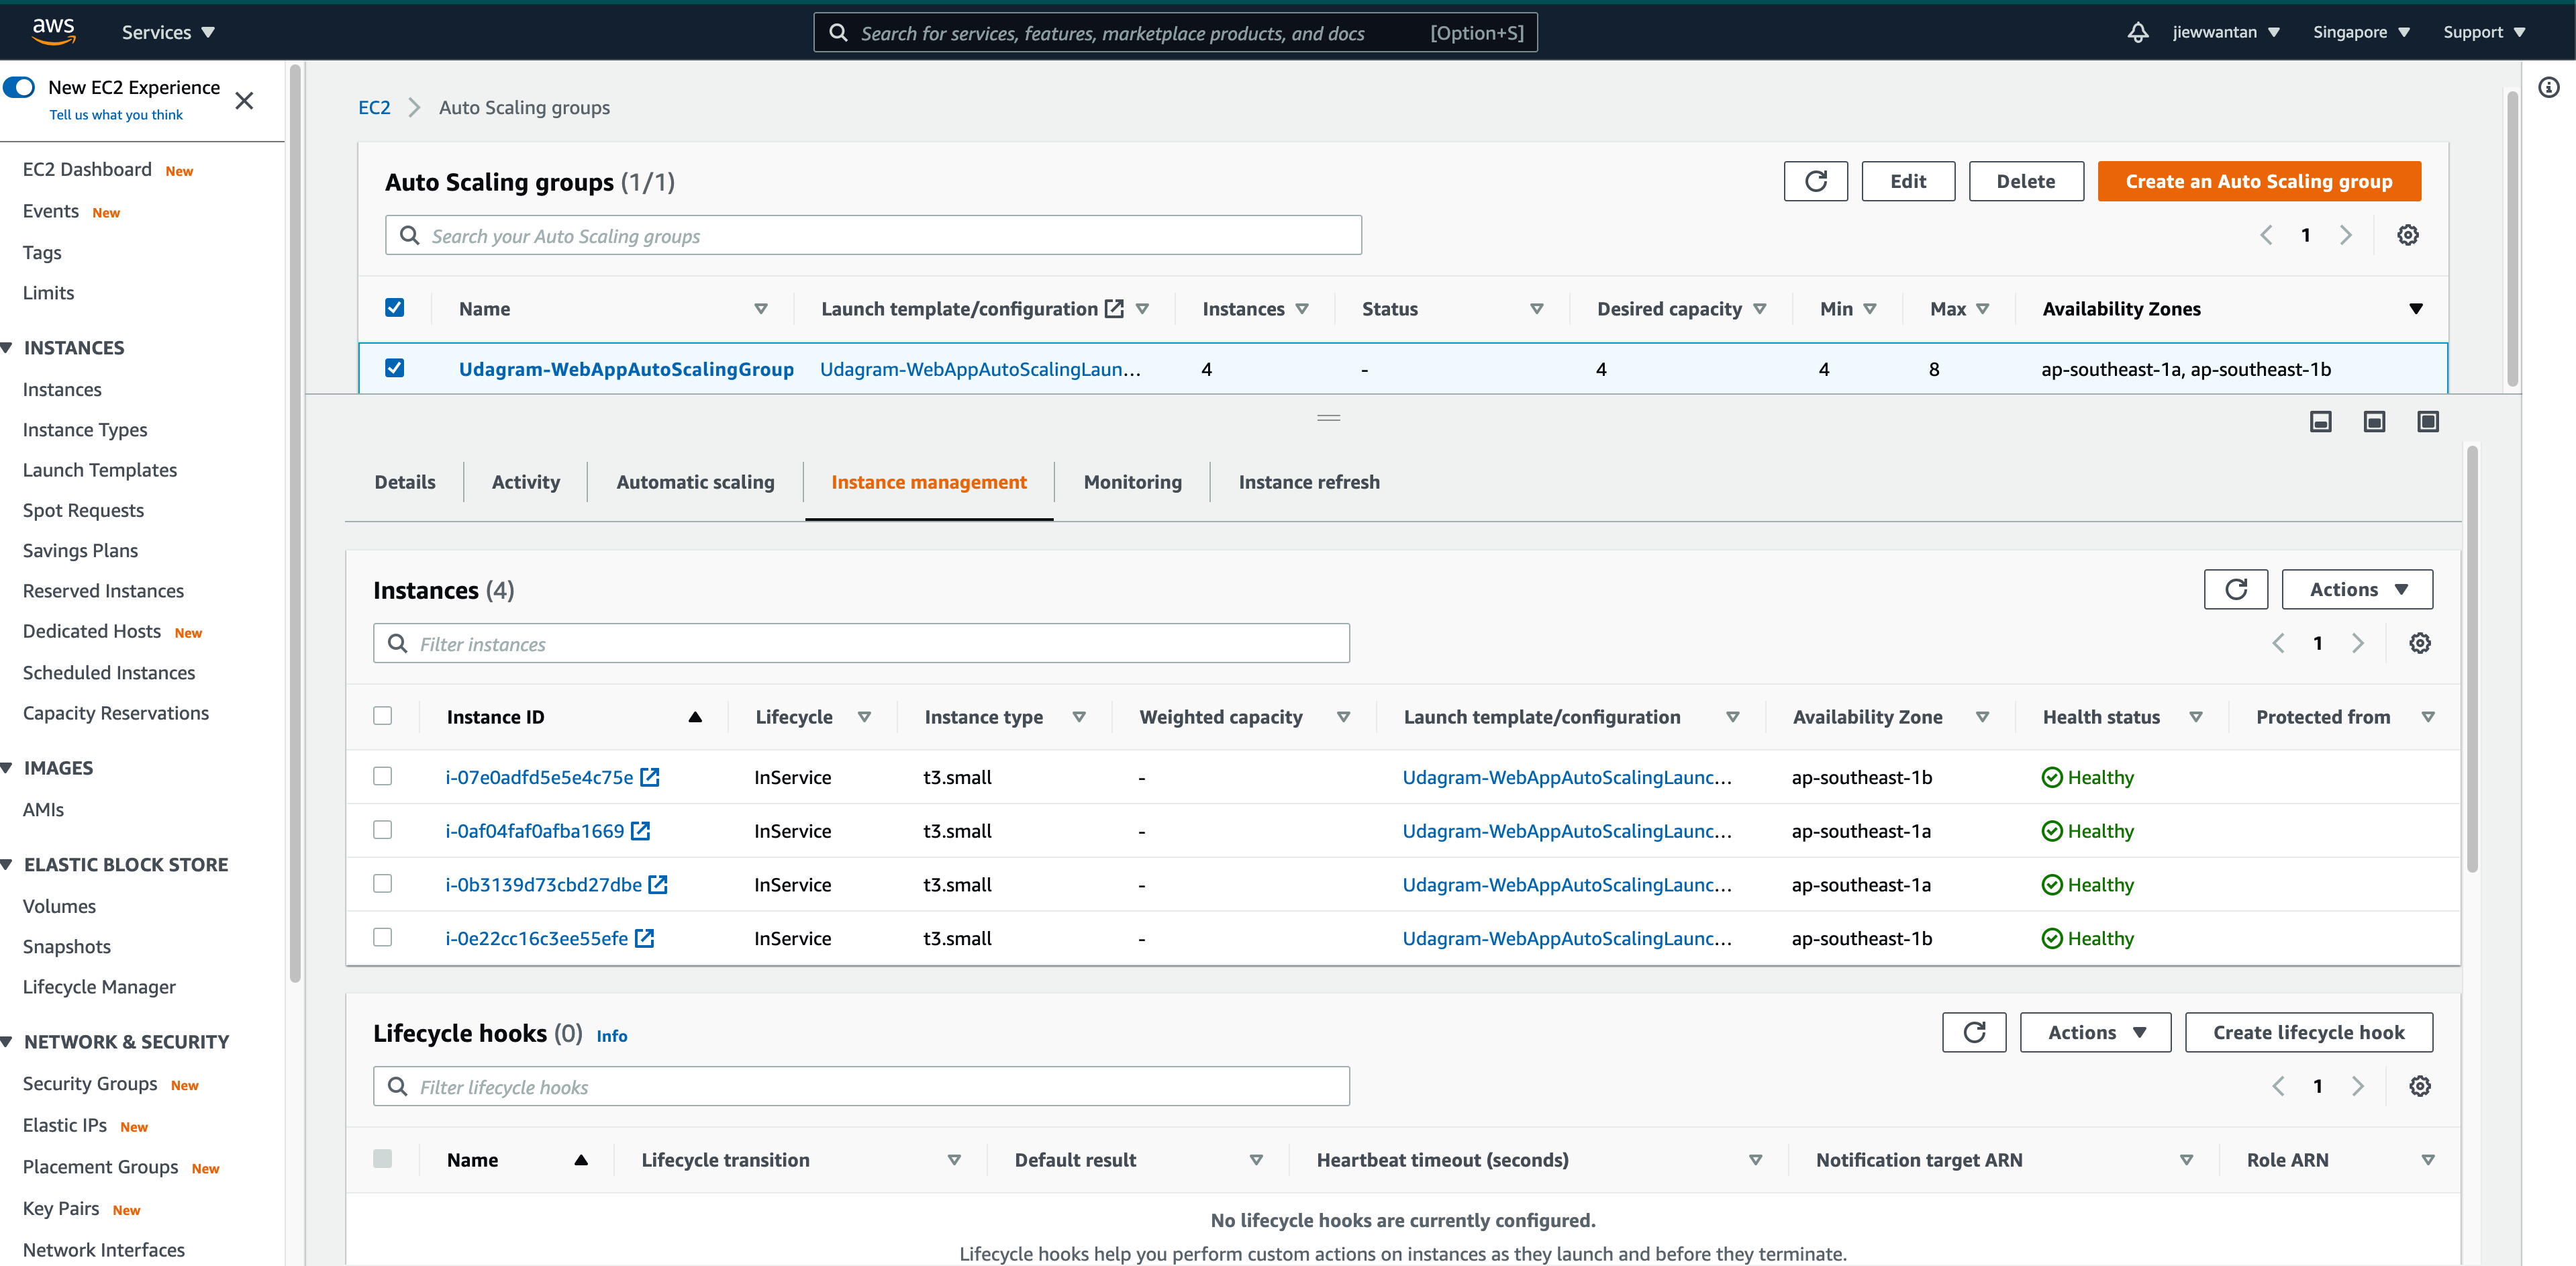 aws Services Search for services, features, marketplace products, and docs [Option+S] jiewwantan Singapore Support
New EC2 Experience
Tell us what you think
EC2 Dashboard New
Events New
Tags
Limits
INSTANCES
Instances
Instance Types
Launch Templates
Spot Requests
Savings Plans
Reserved Instances
Dedicated Hosts New
Scheduled Instances
Capacity Reservations
IMAGES
AMIs
ELASTIC BLOCK STORE
Volumes
Snapshots
Lifecycle Manager
NETWORK & SECURITY
Security Groups New
Elastic IPs New
Placement Groups New
Key Pairs New
Network Interfaces
EC2 > Auto Scaling groups
Auto Scaling groups (1/1) Edit Delete Create an Auto Scaling group
Search your Auto Scaling groups 1
Name Launch template/configuration Instances Status Desired capacity Min Max Availability Zones
Udagram-WebAppAutoScalingGroup Udagram-WebAppAutoScalingLaun... 4 - 4 4 8 ap-southeast-1a, ap-southeast-1b
Details Activity Automatic scaling Instance management Monitoring Instance refresh
Instances (4) Actions
Filter instances 1
Instance ID Lifecycle Instance type Weighted capacity Launch template/configuration Availability Zone Health status Protected from
i-07e0adfd5e5e4c75e InService t3.small - Udagram-WebAppAutoScalingLaunc... ap-southeast-1b Healthy
i-0af04faf0afba1669 InService t3.small - Udagram-WebAppAutoScalingLaunc... ap-southeast-1a Healthy
i-0b3139d73cbd27dbe InService t3.small - Udagram-WebAppAutoScalingLaunc... ap-southeast-1a Healthy
i-0e22cc16c3ee55efe InService t3.small - Udagram-WebAppAutoScalingLaunc... ap-southeast-1b Healthy
Lifecycle hooks (0) Info Actions Create lifecycle hook
Filter lifecycle hooks 1
Name Lifecycle transition Default result Heartbeat timeout (seconds) Notification target ARN Role ARN
No lifecycle hooks are currently configured.
Lifecycle hooks help you perform custom actions on instances as they launch and before they terminate.